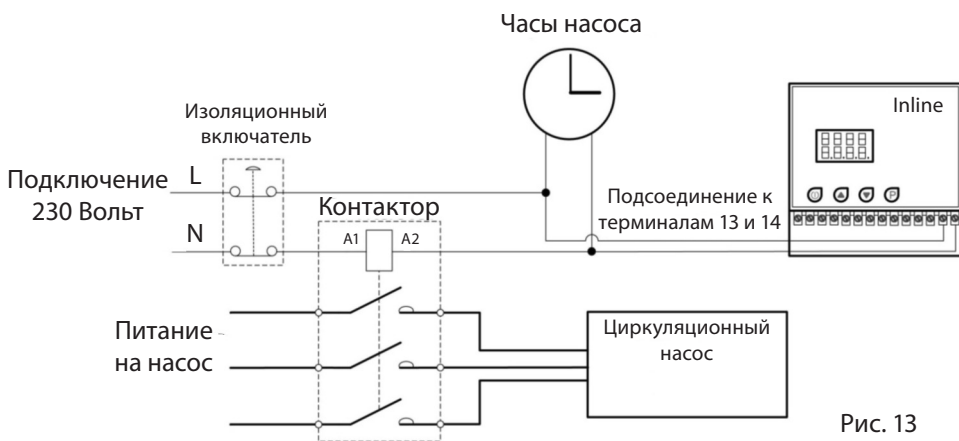 Часы насоса
Изоляционный
включатель
Inline
Подключение
230 Вольт
L
N
Контактор
A1
A2
Подсоединение к
терминалам 13 и 14
P
Питание
на насос
Циркуляционный
насос
Рис. 13